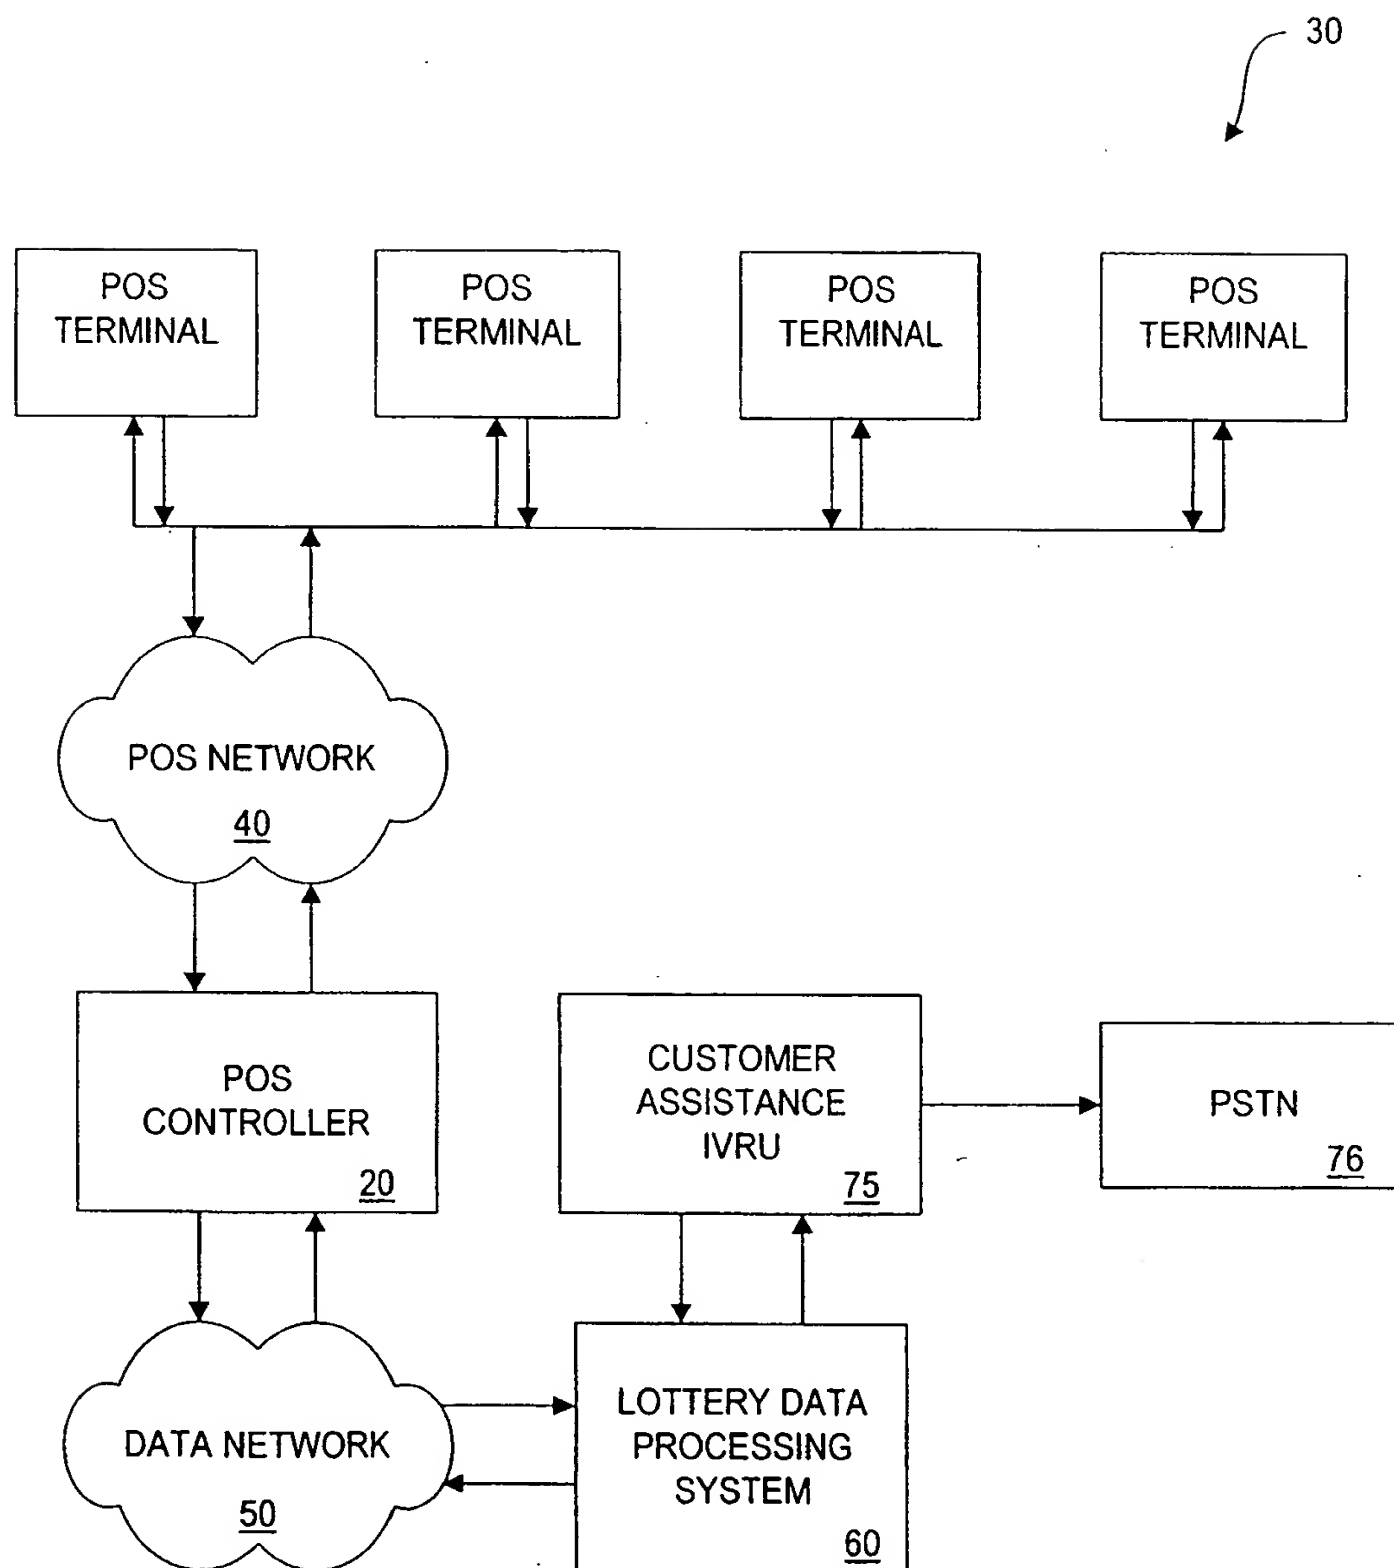 30
POS
TERMINAL
POS
TERMINAL
POS
TERMINAL
POS
TERMINAL
POS NETWORK
40
POS
CONTROLLER
20
CUSTOMER
ASSISTANCE
IVRU
75
PSTN
76
DATA NETWORK
50
LOTTERY DATA
PROCESSING
SYSTEM
60